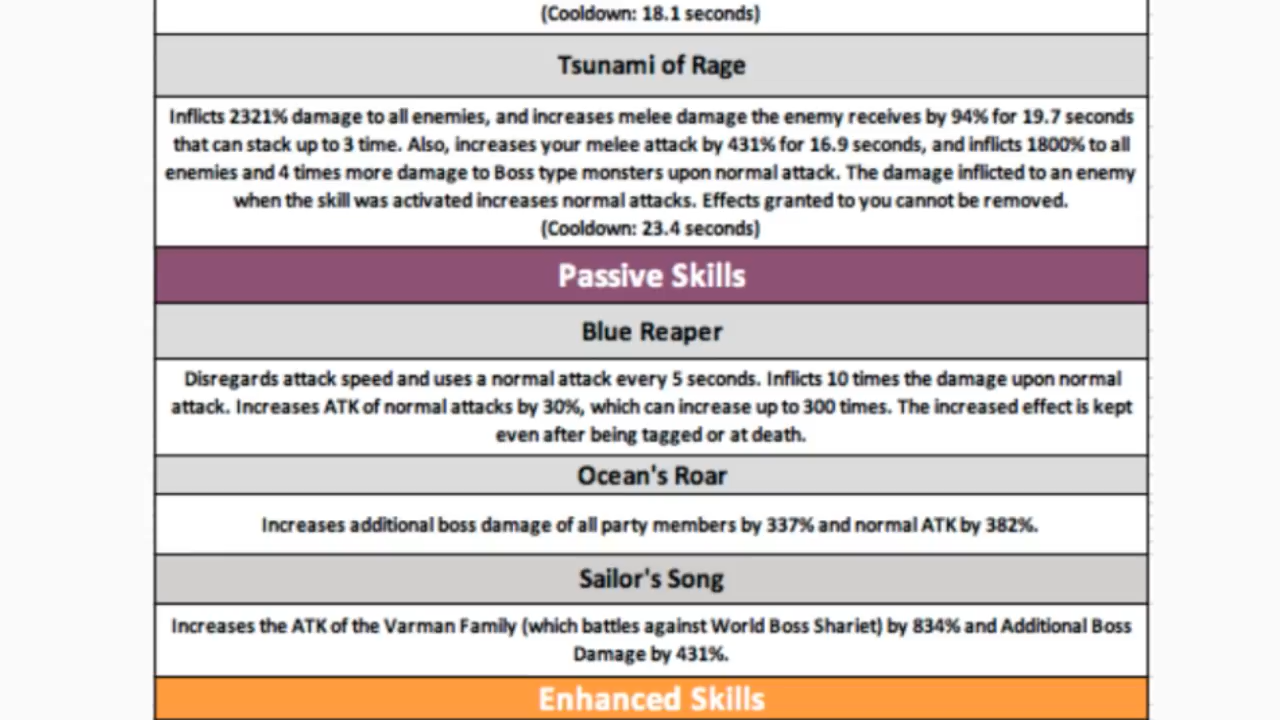 (Cooldown: 18.1 seconds)
Tsunami of Rage
Inflicts 2321% damage to all enemies, and increases melee damage the enemy receives by 94% for 19.7 seconds
that can stack up to 3 time. Also, increases your melee attack by 431% for 16.9 seconds, and inflicts 1800% to all
enemies and 4 times more damage to Boss type monsters upon normal attack. The damage inflicted to an enemy
when the skill was activated increases normal attacks. Effects granted to you cannot be removed.
(Cooldown: 23.4 seconds)
Passive Skills
Blue Reaper
Disregards attack speed and uses a normal attack every 5 seconds. Inflicts 10 times the damage upon normal
attack. Increases ATK of normal attacks by 30%, which can increase up to 300 times. The increased effect is kept
even after being tagged or at death.
Ocean's Roar
Increases additional boss damage of all party members by 337% and normal ATK by 382%.
Sailor's Song
Increases the ATK of the Varman Family (which battles against World Boss Shariet) by 834% and Additional Boss
Damage by 431%.
Enhanced Skills